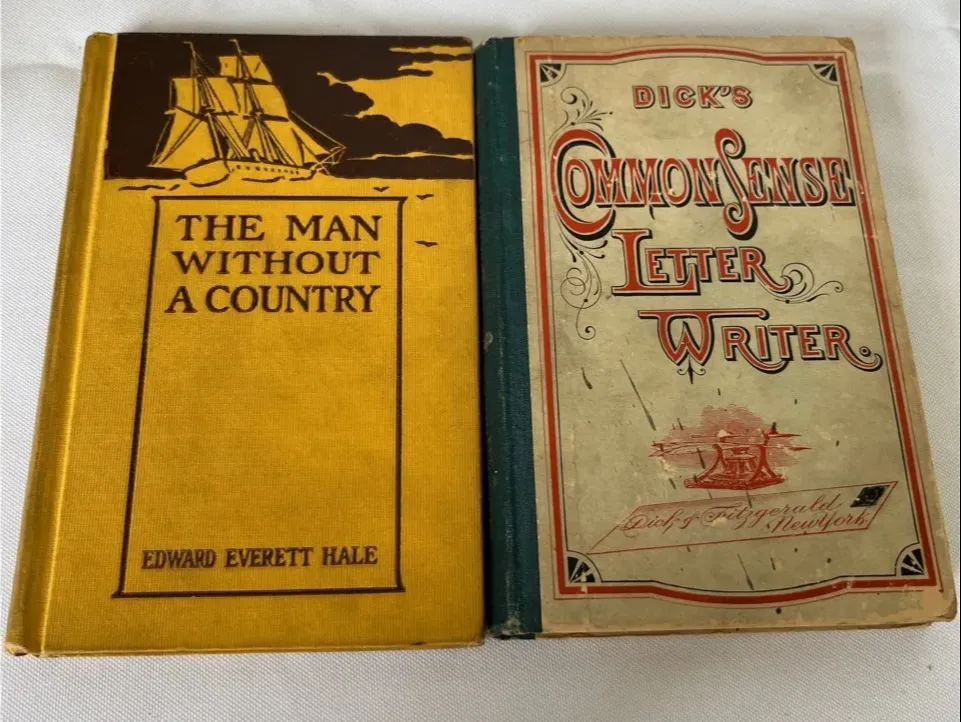 THE MAN
WITHOUT
A COUNTRY
EDWARD EVERETT HALE
DICK'S
COMMON SENSE
LETTER
WRITER.
Dick & Fitzgerald
New York.